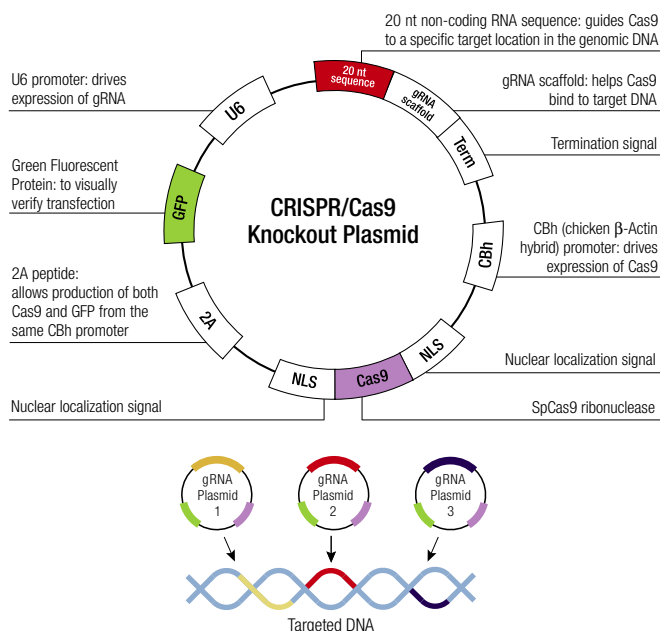 20 nt non-coding RNA sequence: guides Cas9
to a specific target location in the genomic DNA
U6 promoter: drives
expression of gRNA
gRNA scaffold: helps Cas9
bind to target DNA
Termination signal
Green Fluorescent
Protein: to visually
verify transfection
CBh (chicken β-Actin
hybrid) promoter: drives
expression of Cas9
2A peptide:
allows production of both
Cas9 and GFP from the
same CBh promoter
Nuclear localization signal
Nuclear localization signal
SpCas9 ribonuclease
20 nt
sequence
gRNA
scaffold
Term
CBh
NLS
Cas9
NLS
2A
GFP
U6
CRISPR/Cas9
Knockout Plasmid
gRNA
Plasmid
1
gRNA
Plasmid
2
gRNA
Plasmid
3
Targeted DNA